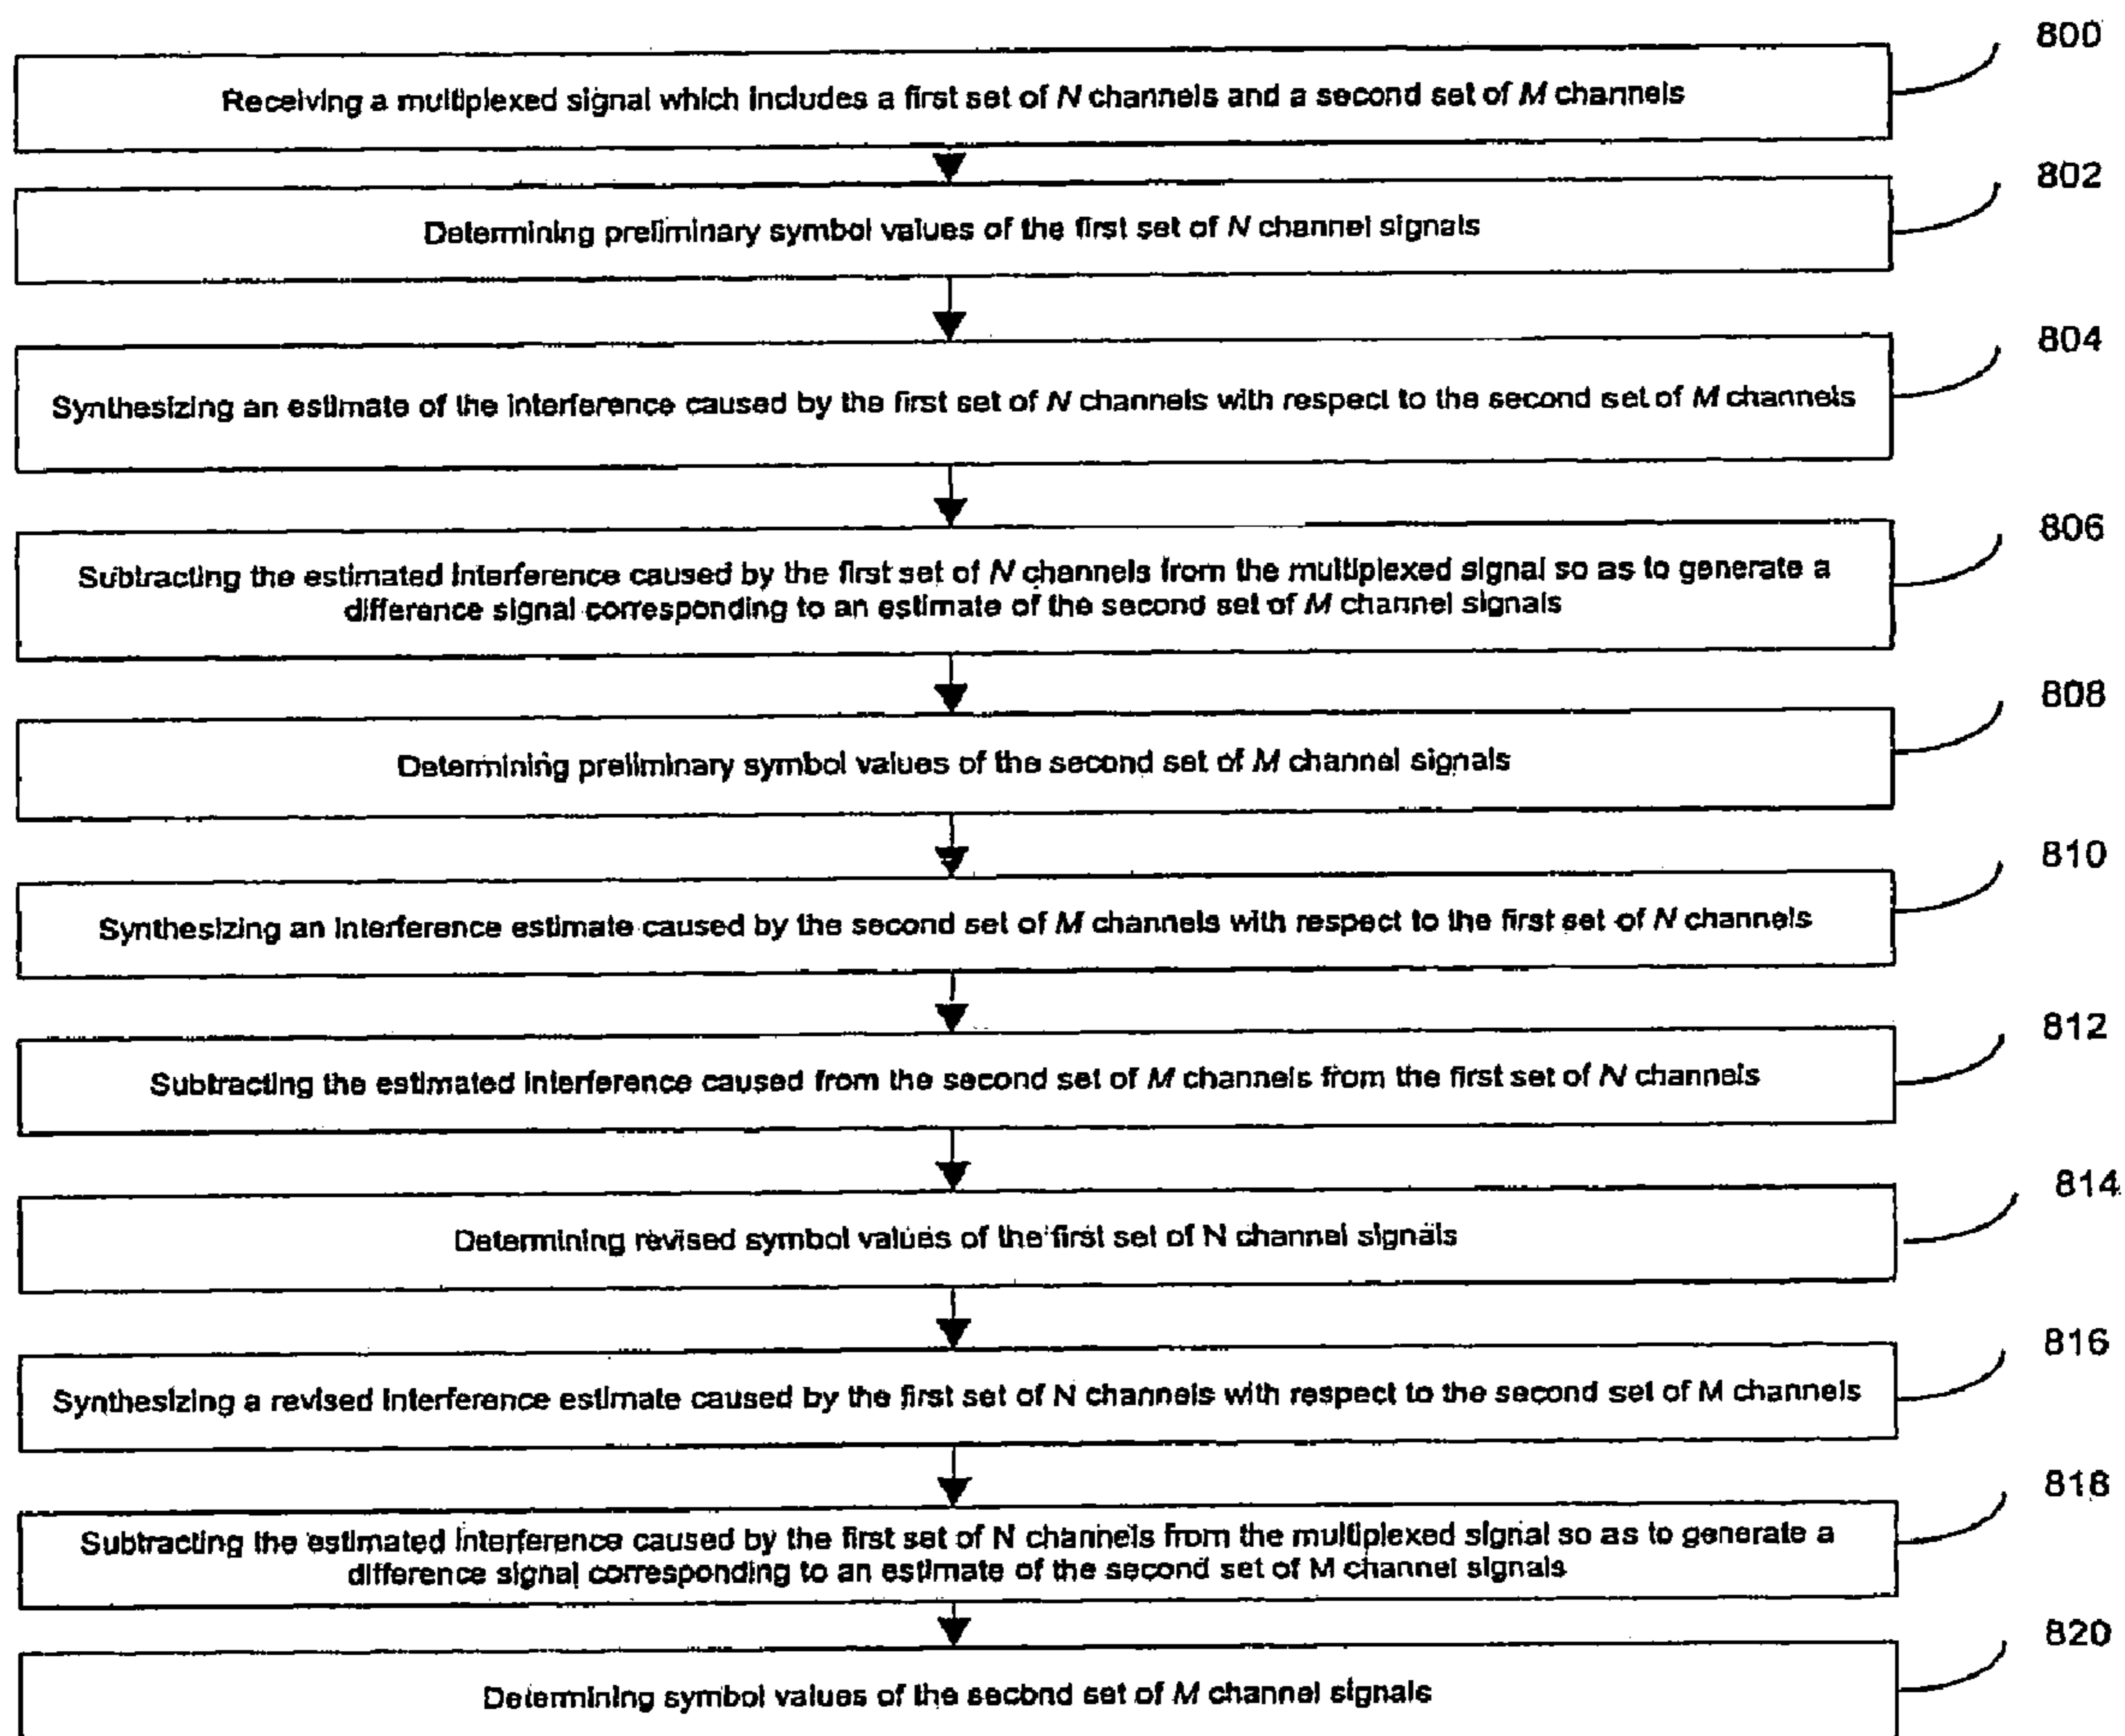 800
Receiving a multiplexed signal which includes a first set of N channels and a second set of M channels
802
Determining preliminary symbol values of the first set of N channel signals
804
Synthesizing an estimate of the interference caused by the first set of N channels with respect to the second set of M channels
806
Subtracting the estimated interference caused by the first set of N channels from the multiplexed signal so as to generate a
difference signal corresponding to an estimate of the second set of M channel signals
808
Determining preliminary symbol values of the second set of M channel signals
810
Synthesizing an interference estimate caused by the second set of M channels with respect to the first set of N channels
812
Subtracting the estimated interference caused from the second set of M channels from the first set of N channels
814
Determining revised symbol values of the first set of N channel signals
816
Synthesizing a revised interference estimate caused by the first set of N channels with respect to the second set of M channels
818
Subtracting the estimated interference caused by the first set of N channels from the multiplexed signal so as to generate a
difference signal corresponding to an estimate of the second set of M channel signals
820
Determining symbol values of the second set of M channel signals